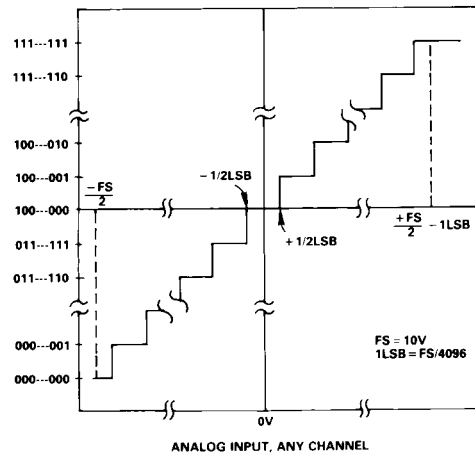 111---111
111---110
100---010
100---001
100---000
011---111
011---110
000---001
000---000
–FS
2
–1/2LSB
+1/2LSB
+FS
2
–1LSB
FS = 10V
1LSB = FS/4096
0V
ANALOG INPUT, ANY CHANNEL